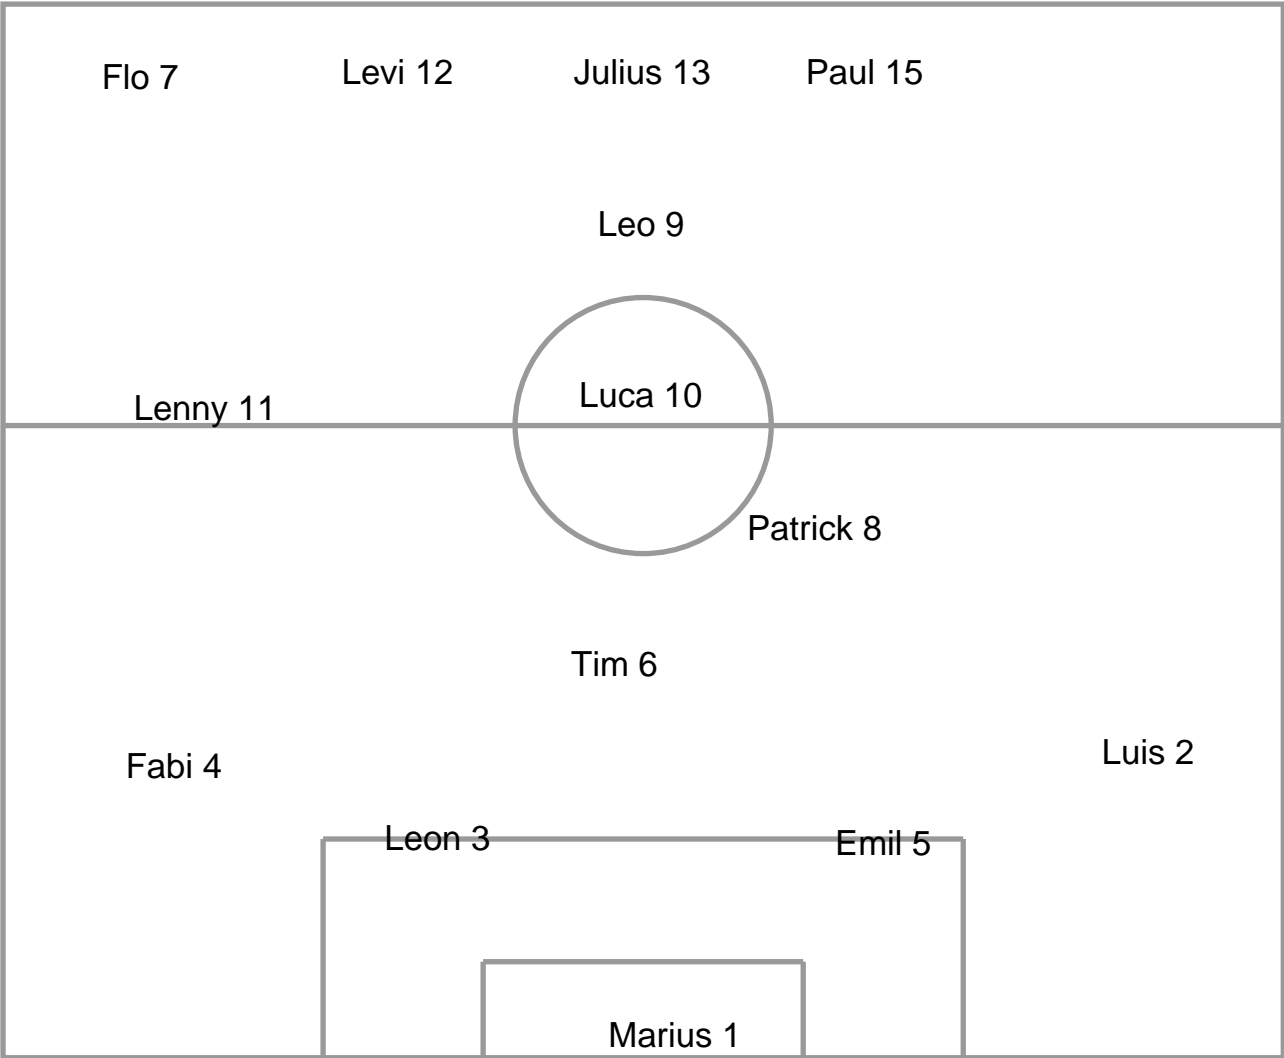 Flo 7
Levi 12
Julius 13
Paul 15
Leo 9
Lenny 11
Luca 10
Patrick 8
Tim 6
Fabi 4
Luis 2
Leon 3
Emil 5
Marius 1